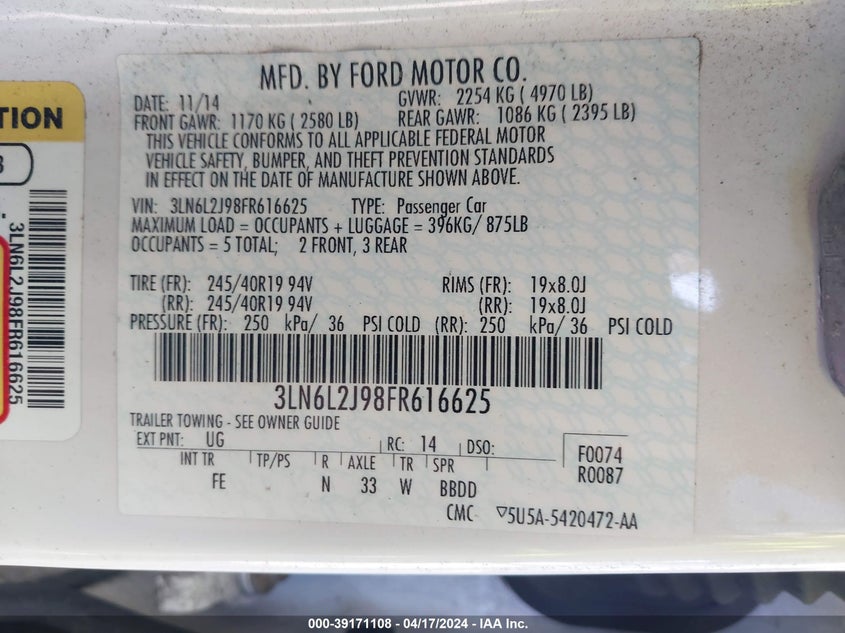 MFD. BY FORD MOTOR CO.
DATE: 11/14 GVWR: 2254 KG ( 4970 LB)
FRONT GAWR: 1170 KG ( 2580 LB) REAR GAWR: 1086 KG ( 2395 LB)
THIS VEHICLE CONFORMS TO ALL APPLICABLE FEDERAL MOTOR
VEHICLE SAFETY, BUMPER, AND THEFT PREVENTION STANDARDS
IN EFFECT ON THE DATE OF MANUFACTURE SHOWN ABOVE.
VIN: 3LN6L2J98FR616625 TYPE: Passenger Car
MAXIMUM LOAD = OCCUPANTS + LUGGAGE = 396KG/ 875LB
OCCUPANTS = 5 TOTAL; 2 FRONT, 3 REAR
TIRE (FR): 245/40R19 94V RIMS (FR): 19x8.0J
(RR): 245/40R19 94V (RR): 19x8.0J
PRESSURE (FR): 250 kPa/ 36 PSI COLD (RR): 250 kPa/ 36 PSI COLD
3LN6L2J98FR616625
TRAILER TOWING - SEE OWNER GUIDE
EXT PNT: UG RC: 14 DSO: F0074
INT TR TP/PS R AXLE TR SPR R0087
FE N 33 W BBDD
CMC ▽5U5A-5420472-AA
TION
3
3LN6L2J98FR616625
000-39171108 - 04/17/2024 - IAA Inc.